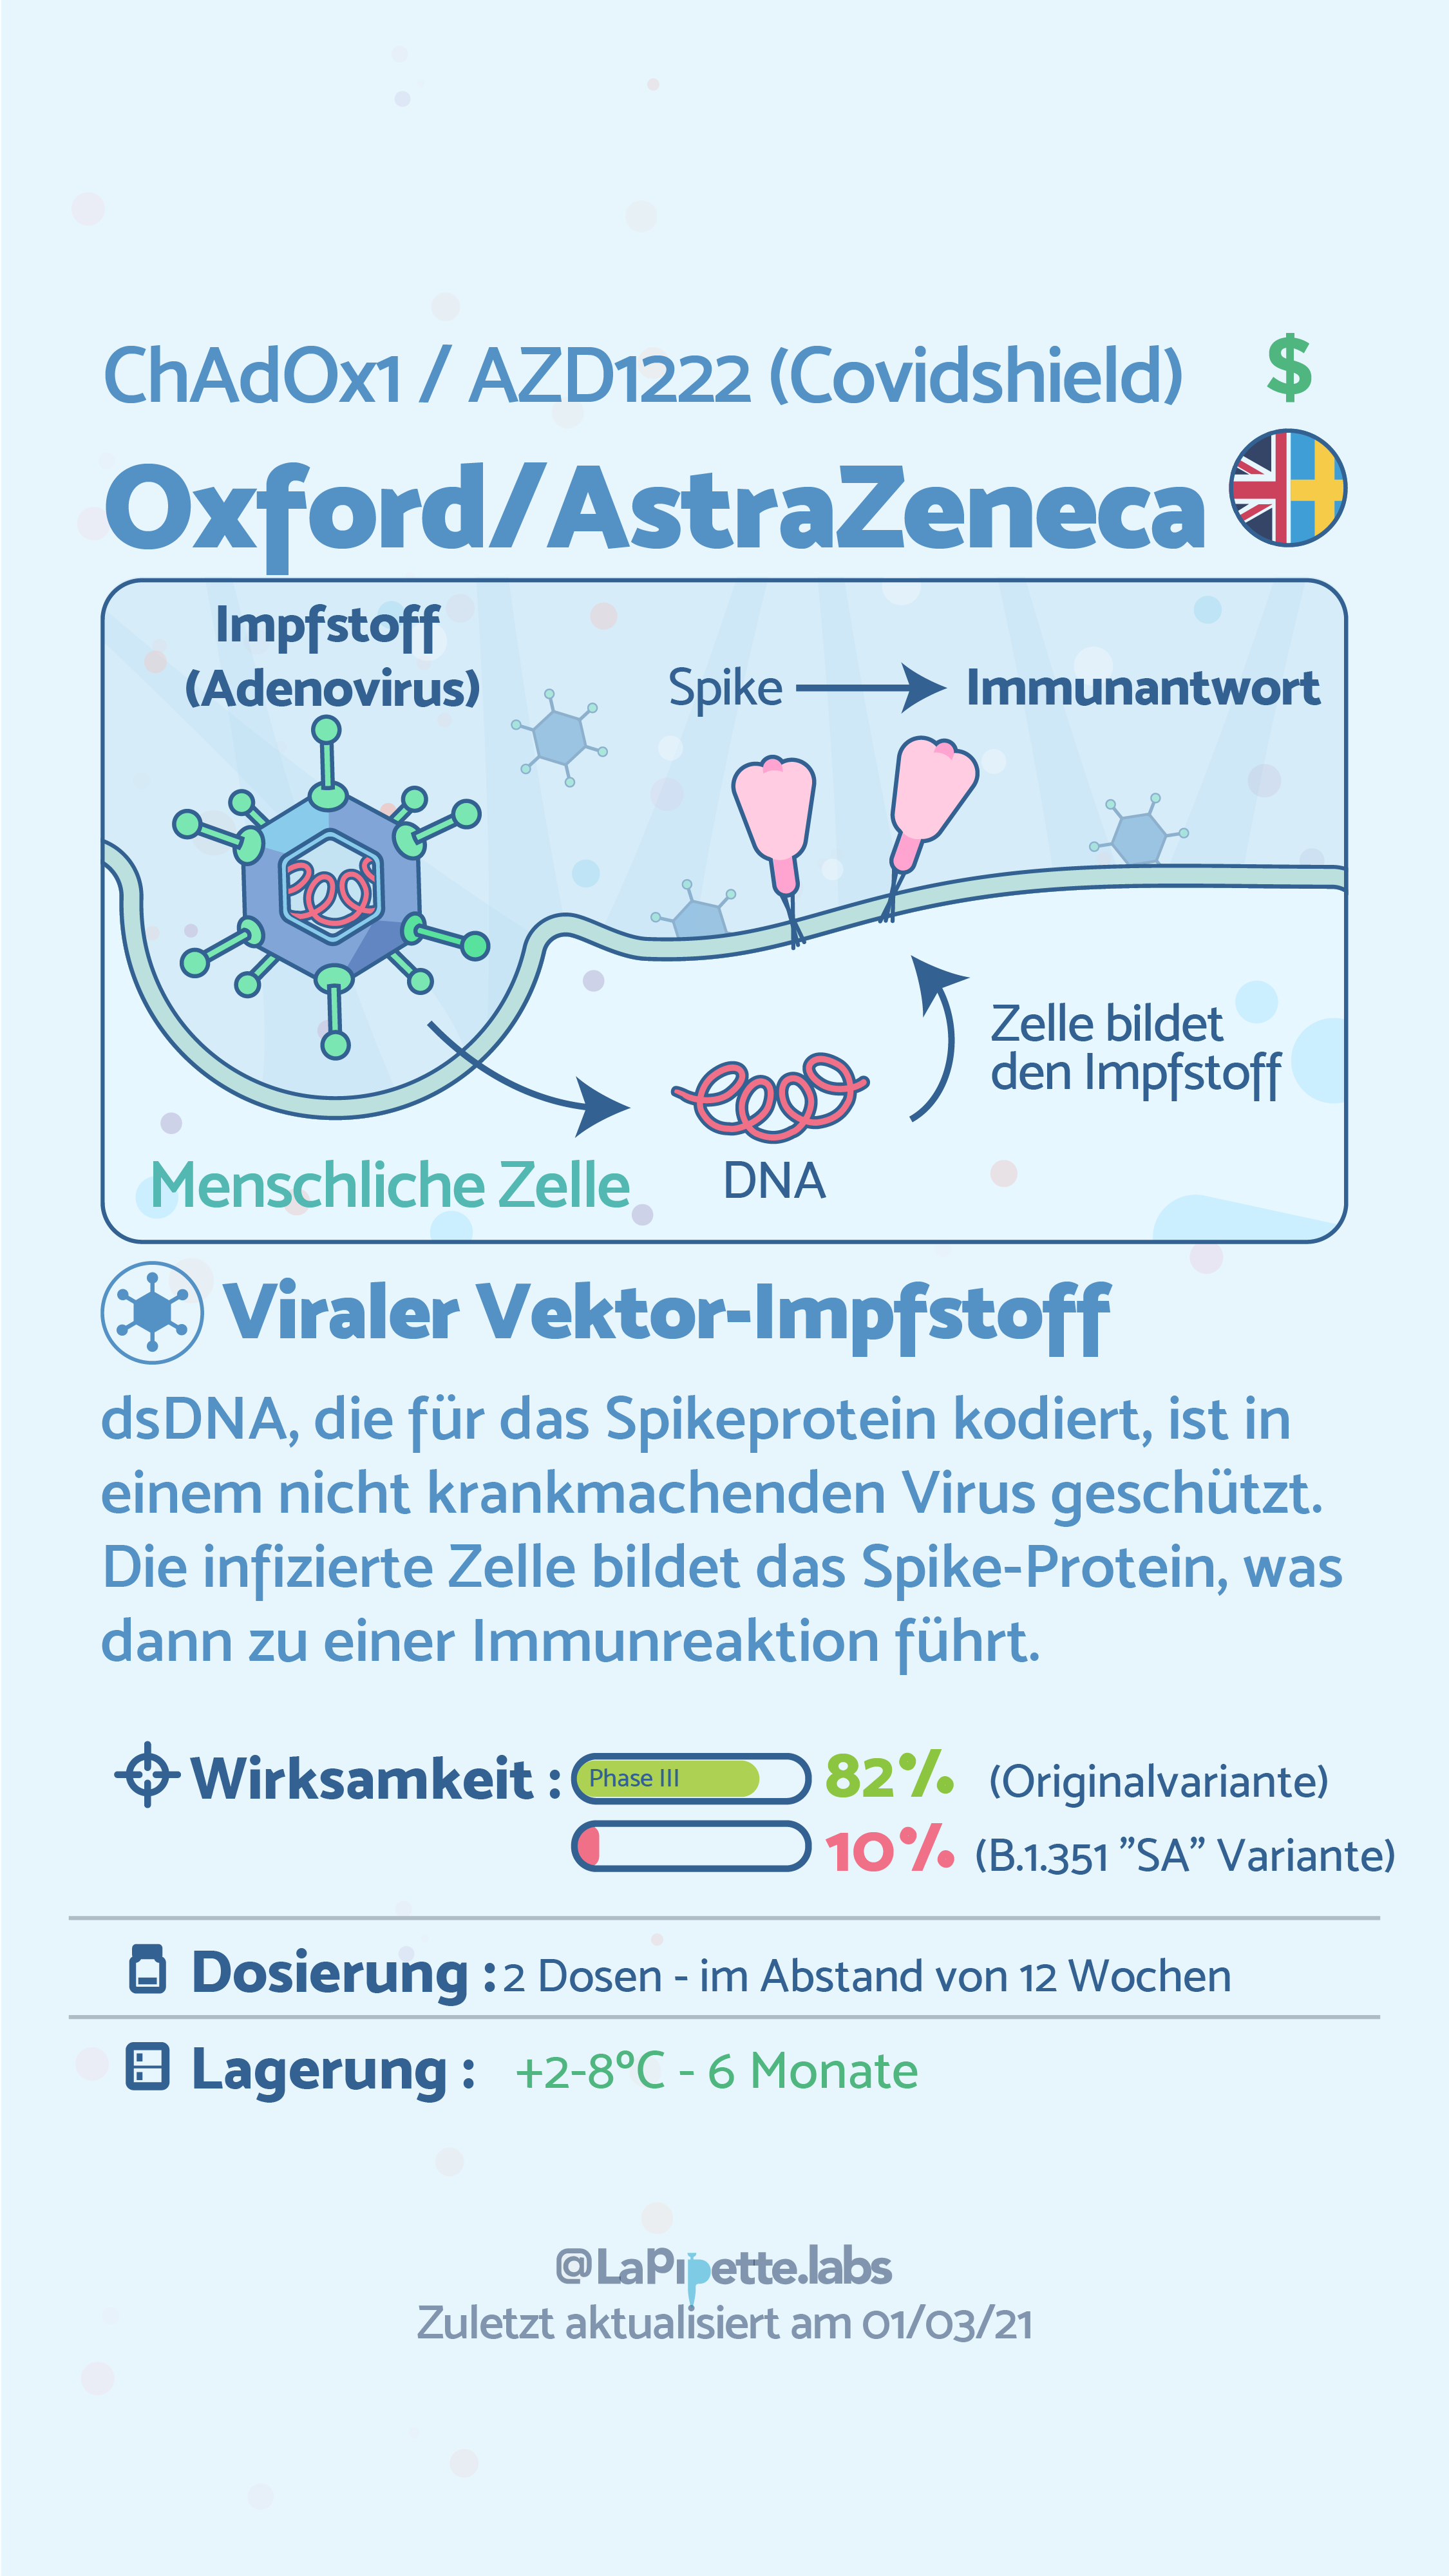 ChAdOx1 / AZD1222 (Covidshield) $
Oxford/AstraZeneca
Impfstoff
(Adenovirus)
Spike
Immunantwort
Zelle bildet
den Impfstoff
Menschliche Zelle
DNA
Viraler Vektor-Impfstoff
dsDNA, die für das Spikeprotein kodiert, ist in
einem nicht krankmachenden Virus geschützt.
Die infizierte Zelle bildet das Spike-Protein, was
dann zu einer Immunreaktion führt.
Wirksamkeit : Phase III 82% (Originalvariante)
10% (B.1.351 ”SA” Variante)
Dosierung : 2 Dosen - im Abstand von 12 Wochen
Lagerung : +2-8°C - 6 Monate
@LaPipette.labs
Zuletzt aktualisiert am 01/03/21